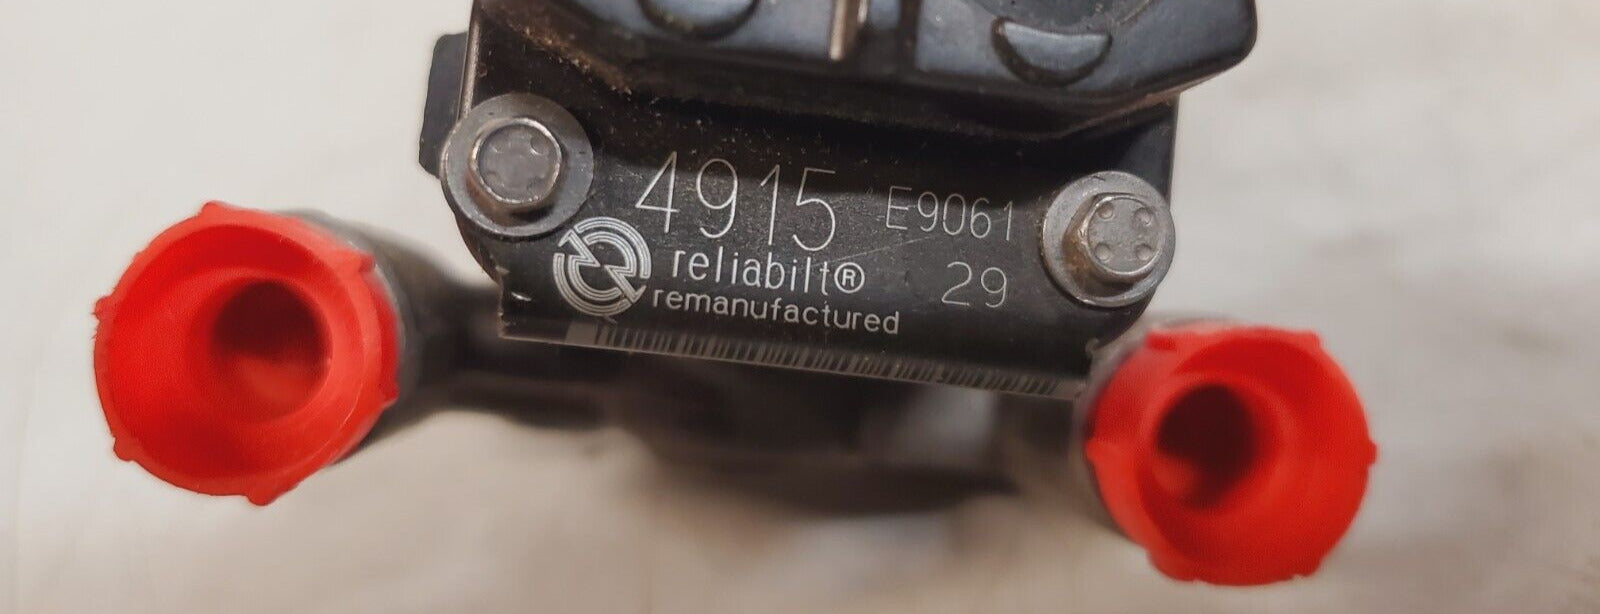 4915 E9061
reliabilt® 29
remanufactured